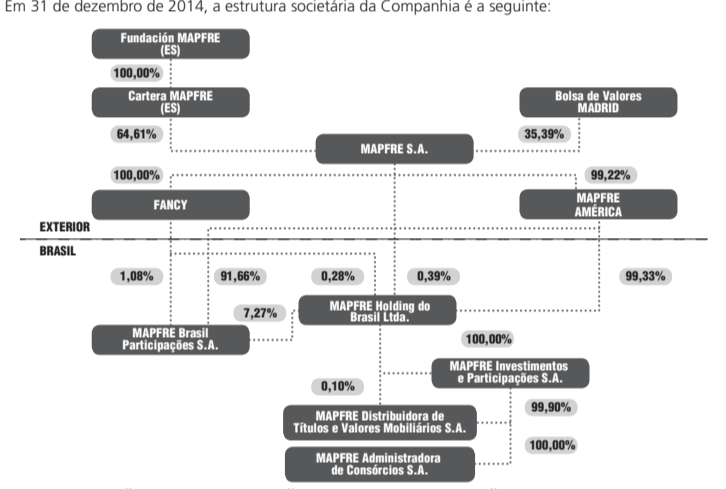 Em 31 de dezembro de 2014, a estrutura societária da Companhia é a seguinte:
Fundación MAPFRE
(ES)
100,00%
Cartera MAPFRE
(ES)
Bolsa de Valores
MADRID
64,61%
35,39%
MAPFRE S.A.
100,00%
99,22%
FANCY
MAPFRE
AMÉRICA
EXTERIOR
BRASIL
1,08%
91,66%
0,28%
0,39%
99,33%
7,27%
MAPFRE Holding do
Brasil Ltda.
MAPFRE Brasil
Participações S.A.
100,00%
MAPFRE Investimentos
e Participações S.A.
0,10%
99,90%
MAPFRE Distribuidora de
Títulos e Valores Mobiliários S.A.
100,00%
MAPFRE Administradora
de Consórcios S.A.